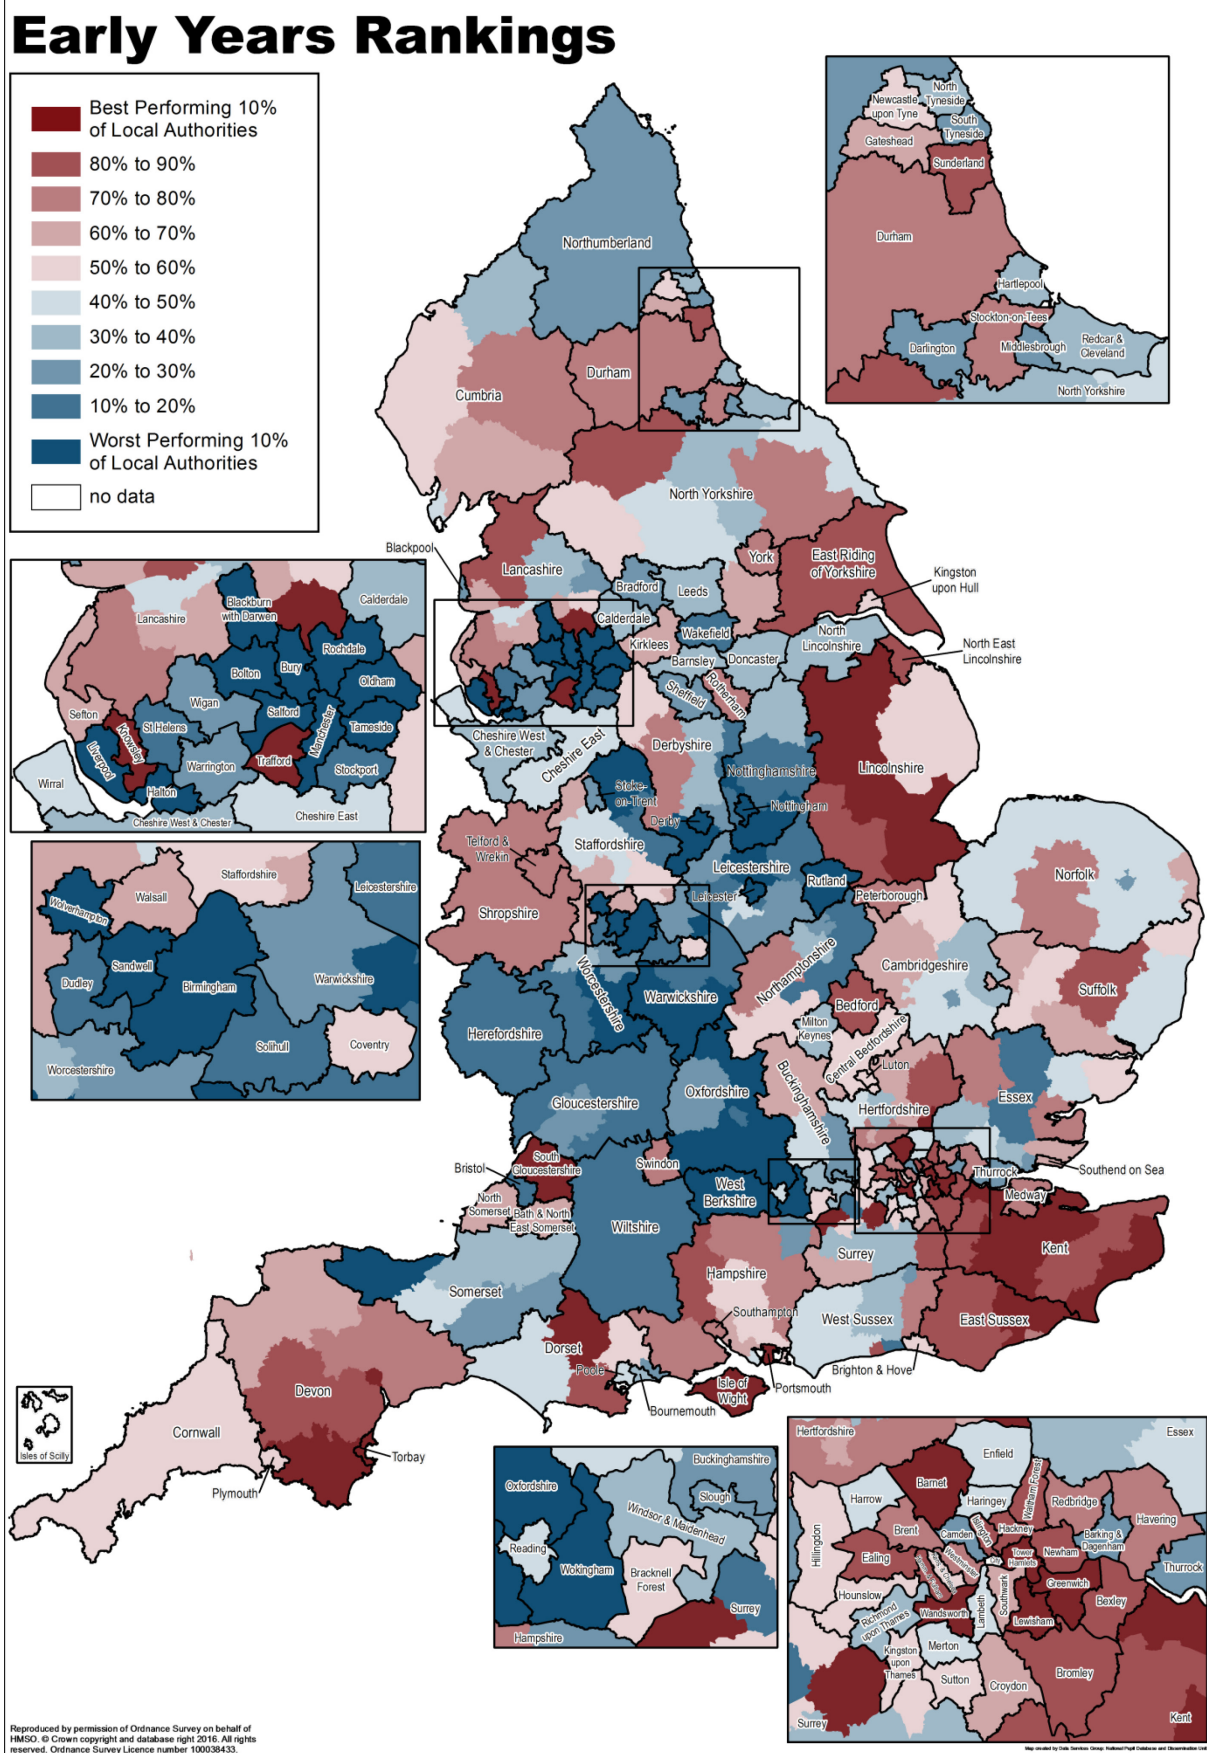 Early Years Rankings
Best Performing 10%
of Local Authorities
80% to 90%
70% to 80%
60% to 70%
50% to 60%
40% to 50%
30% to 40%
20% to 30%
10% to 20%
Worst Performing 10%
of Local Authorities
no data
Newcastle
upon Tyne
North
Tyneside
South
Tyneside
Gateshead
Sunderland
Durham
Hartlepool
Stockton-on-Tees
Darlington
Middlesbrough
Redcar &
Cleveland
North Yorkshire
Northumberland
Durham
Cumbria
North Yorkshire
Blackpool
Lancashire
York
East Riding
of Yorkshire
Kingston
upon Hull
Bradford
Leeds
Calderdale
Kirklees
Wakefield
North
Lincolnshire
North East
Lincolnshire
Barnsley
Doncaster
Sheffield
Rotherham
Cheshire West
& Chester
Cheshire East
Derbyshire
Nottinghamshire
Lincolnshire
Stoke-
on-Trent
Nottingham
Derby
Staffordshire
Telford &
Wrekin
Shropshire
Leicestershire
Leicester
Rutland
Peterborough
Norfolk
Northamptonshire
Cambridgeshire
Suffolk
Worcestershire
Warwickshire
Herefordshire
Bedford
Milton
Keynes
Central Bedfordshire
Luton
Buckinghamshire
Hertfordshire
Essex
Oxfordshire
Gloucestershire
South
Gloucestershire
Bristol
Swindon
West
Berkshire
Thurrock
Southend on Sea
Medway
North
Somerset
Bath & North
East Somerset
Wiltshire
Surrey
Kent
Hampshire
Somerset
Southampton
West Sussex
East Sussex
Brighton & Hove
Dorset
Poole
Bournemouth
Isle of
Wight
Portsmouth
Devon
Cornwall
Torbay
Plymouth
Isles of Scilly
Lancashire
Blackburn
with Darwen
Calderdale
Rochdale
Bolton
Bury
Oldham
Wigan
Salford
Sefton
St Helens
Knowsley
Liverpool
Manchester
Tameside
Trafford
Warrington
Stockport
Wirral
Halton
Cheshire West & Chester
Cheshire East
Staffordshire
Walsall
Wolverhampton
Leicestershire
Dudley
Sandwell
Birmingham
Warwickshire
Solihull
Coventry
Worcestershire
Oxfordshire
Buckinghamshire
Slough
Windsor & Maidenhead
Reading
Wokingham
Bracknell
Forest
Surrey
Hampshire
Hertfordshire
Essex
Enfield
Barnet
Harrow
Haringey
Waltham Forest
Redbridge
Havering
Hillingdon
Brent
Camden
Islington
Hackney
Barking &
Dagenham
Ealing
Westminster
Tower
Hamlets
Newham
Thurrock
Hounslow
Greenwich
Bexley
Richmond
upon Thames
Wandsworth
Lambeth
Southwark
Lewisham
Merton
Kingston
upon
Thames
Sutton
Croydon
Bromley
Surrey
Kent
Reproduced by permission of Ordnance Survey on behalf of
HMSO. © Crown copyright and database right 2016. All rights
reserved. Ordnance Survey Licence number 100038433.
Map created by Data Services Group: National Pupil Database and Dissemination Unit